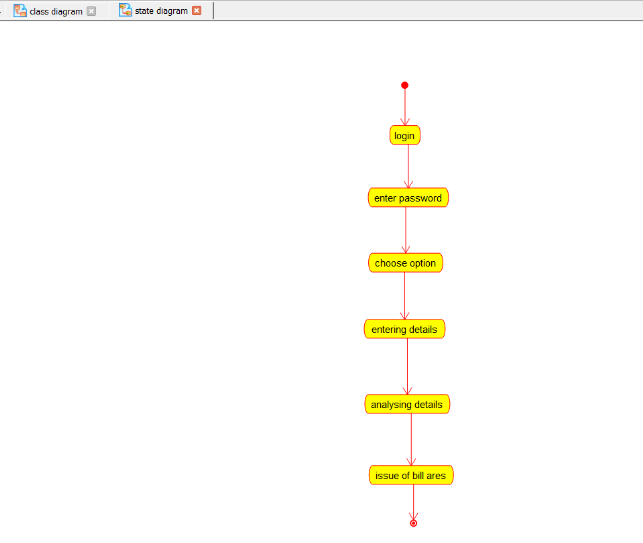 class diagram
state diagram
login
enter password
choose option
entering details
analysing details
issue of bill ares